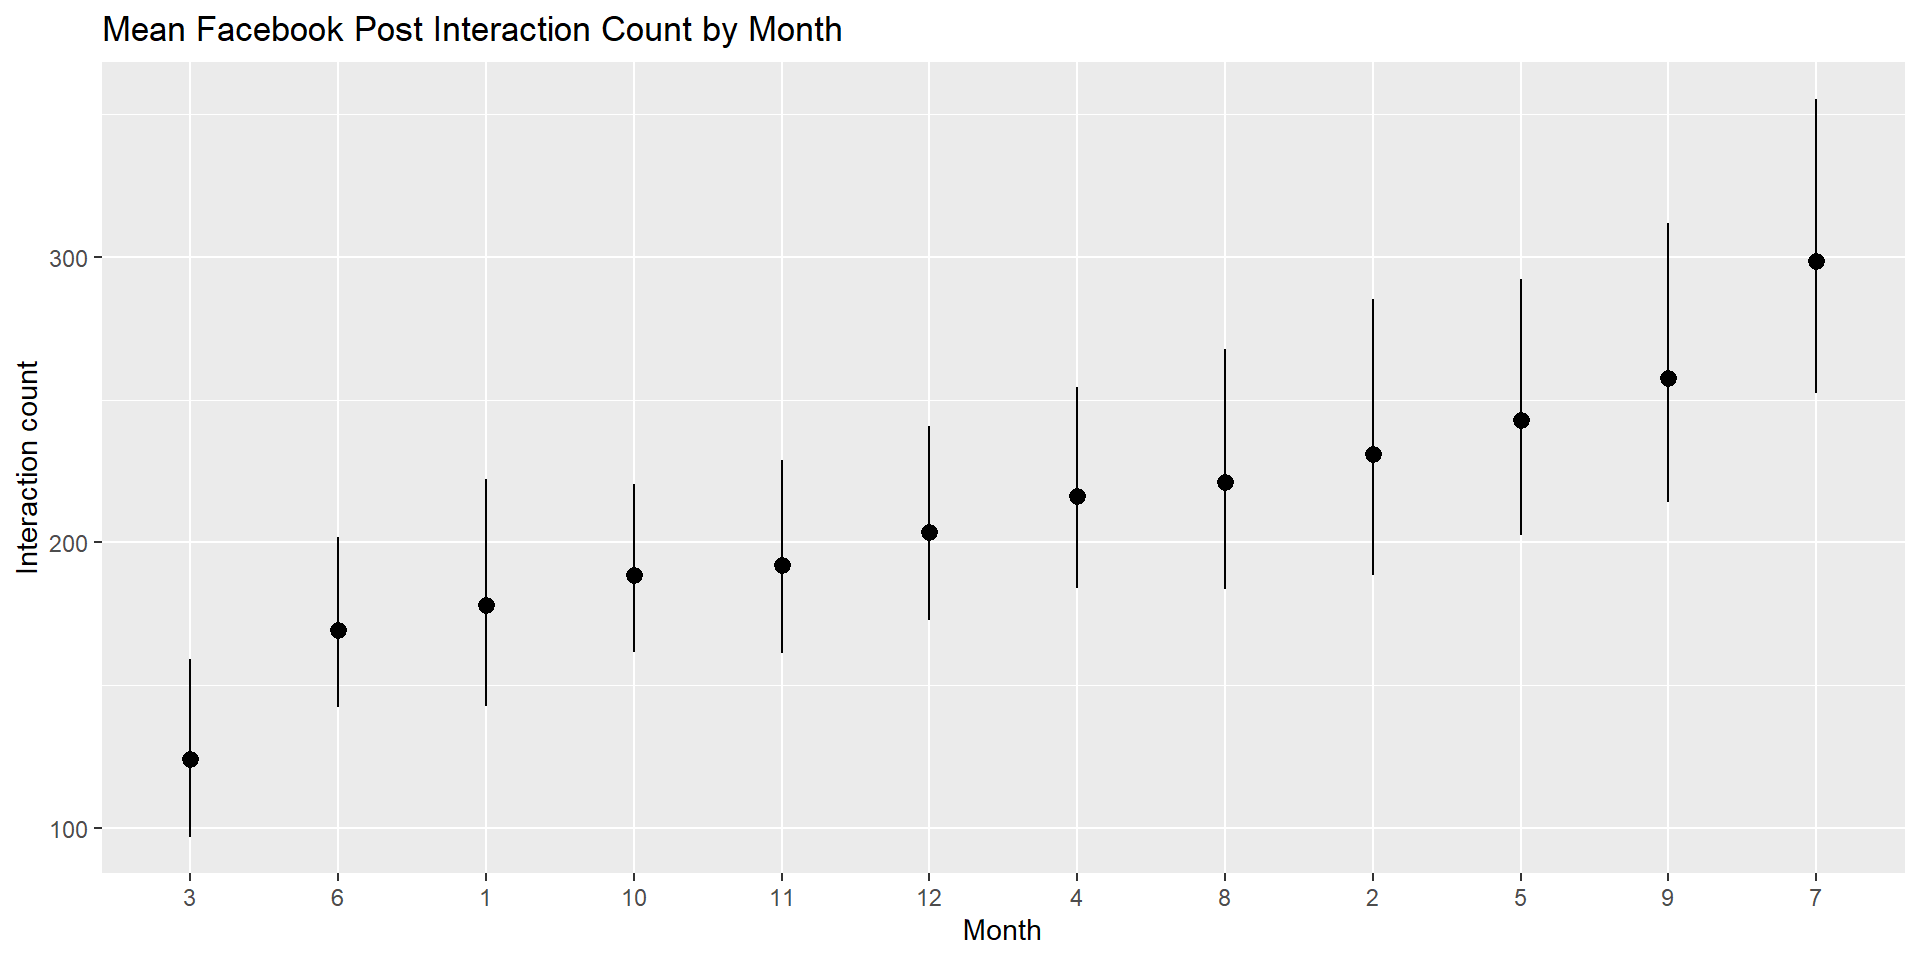 Mean Facebook Post Interaction Count by Month
Interaction count
300
200
100
3 6 1 10 11 12 4 8 2 5 9 7
Month